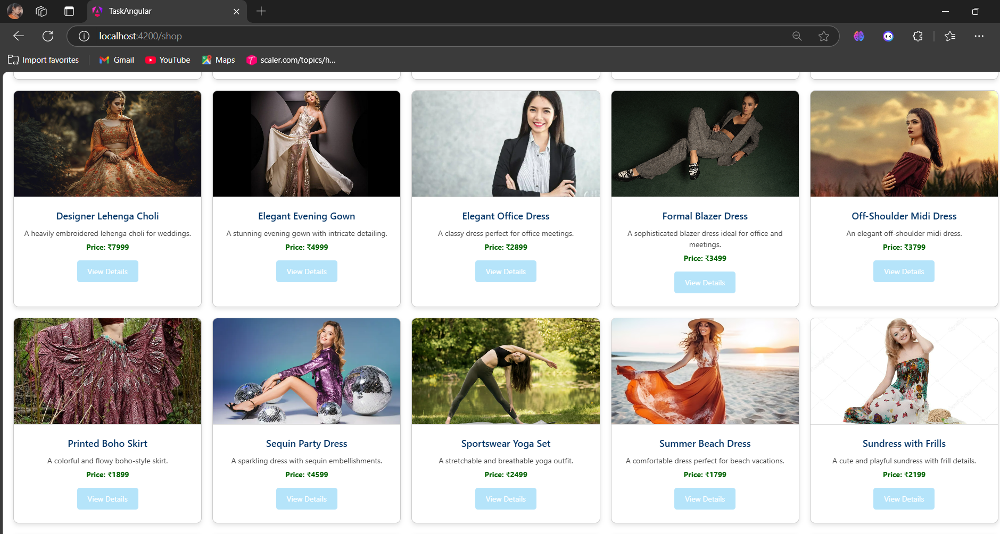 TaskAngular
localhost:4200/shop
Import favorites
Gmail
YouTube
Maps
scaler.com/topics/h...
Designer Lehenga Choli
A heavily embroidered lehenga choli for weddings.
Price: ₹7999
View Details
Elegant Evening Gown
A stunning evening gown with intricate detailing.
Price: ₹4999
View Details
Elegant Office Dress
A classy dress perfect for office meetings.
Price: ₹2899
View Details
Formal Blazer Dress
A sophisticated blazer dress ideal for office and
meetings.
Price: ₹3499
View Details
Off-Shoulder Midi Dress
An elegant off-shoulder midi dress.
Price: ₹3799
View Details
Printed Boho Skirt
A colorful and flowy boho-style skirt.
Price: ₹1899
View Details
Sequin Party Dress
A sparkling dress with sequin embellishments.
Price: ₹4599
View Details
Sportswear Yoga Set
A stretchable and breathable yoga outfit.
Price: ₹2499
View Details
Summer Beach Dress
A comfortable dress perfect for beach vacations.
Price: ₹1799
View Details
Sundress with Frills
A cute and playful sundress with frill details.
Price: ₹2199
View Details